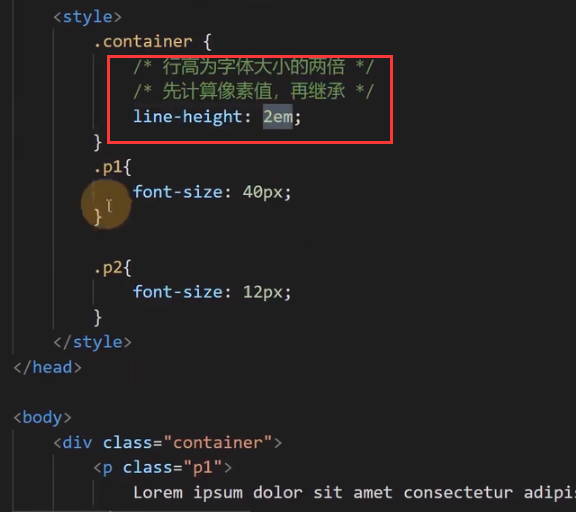 <style>
.container {
/* 行高为字体大小的两倍 */
/* 先计算像素值，再继承 */
line-height: 2em;
}
.p1{
font-size: 40px;
}
.p2{
font-size: 12px;
}
</style>
</head>
<body>
<div class="container">
<p class="p1">
Lorem ipsum dolor sit amet consectetur adipis